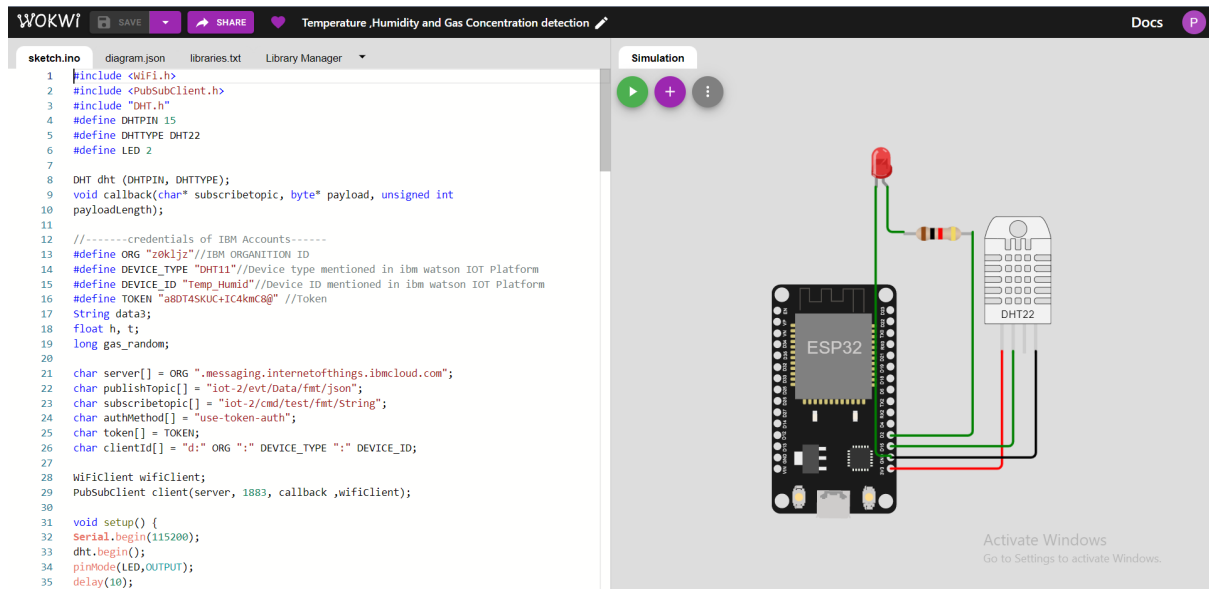 WOKWI SAVE SHARE Temperature ,Humidity and Gas Concentration detection Docs P
sketch.ino diagram.json libraries.txt Library Manager
1 #include <WiFi.h>
2 #include <PubSubClient.h>
3 #include "DHT.h"
4 #define DHTPIN 15
5 #define DHTTYPE DHT22
6 #define LED 2
7
8 DHT dht (DHTPIN, DHTTYPE);
9 void callback(char* subscribetopic, byte* payload, unsigned int
10 payloadLength);
11
12 //-------credentials of IBM Accounts------
13 #define ORG "z0kljz"//IBM ORGANITION ID
14 #define DEVICE_TYPE "DHT11"//Device type mentioned in ibm watson IOT Platform
15 #define DEVICE_ID "Temp_Humid"//Device ID mentioned in ibm watson IOT Platform
16 #define TOKEN "a8DT4SKUC+IC4kmC8@" //Token
17 String data3;
18 float h, t;
19 long gas_random;
20
21 char server[] = ORG ".messaging.internetofthings.ibmcloud.com";
22 char publishTopic[] = "iot-2/evt/Data/fmt/json";
23 char subscribetopic[] = "iot-2/cmd/test/fmt/String";
24 char authMethod[] = "use-token-auth";
25 char token[] = TOKEN;
26 char clientId[] = "d:" ORG ":" DEVICE_TYPE ":" DEVICE_ID;
27
28 WiFiClient wifiClient;
29 PubSubClient client(server, 1883, callback ,wifiClient);
30
31 void setup() {
32 Serial.begin(115200);
33 dht.begin();
34 pinMode(LED,OUTPUT);
35 delay(10);
Simulation
DHT22
ESP32
Activate Windows
Go to Settings to activate Windows.